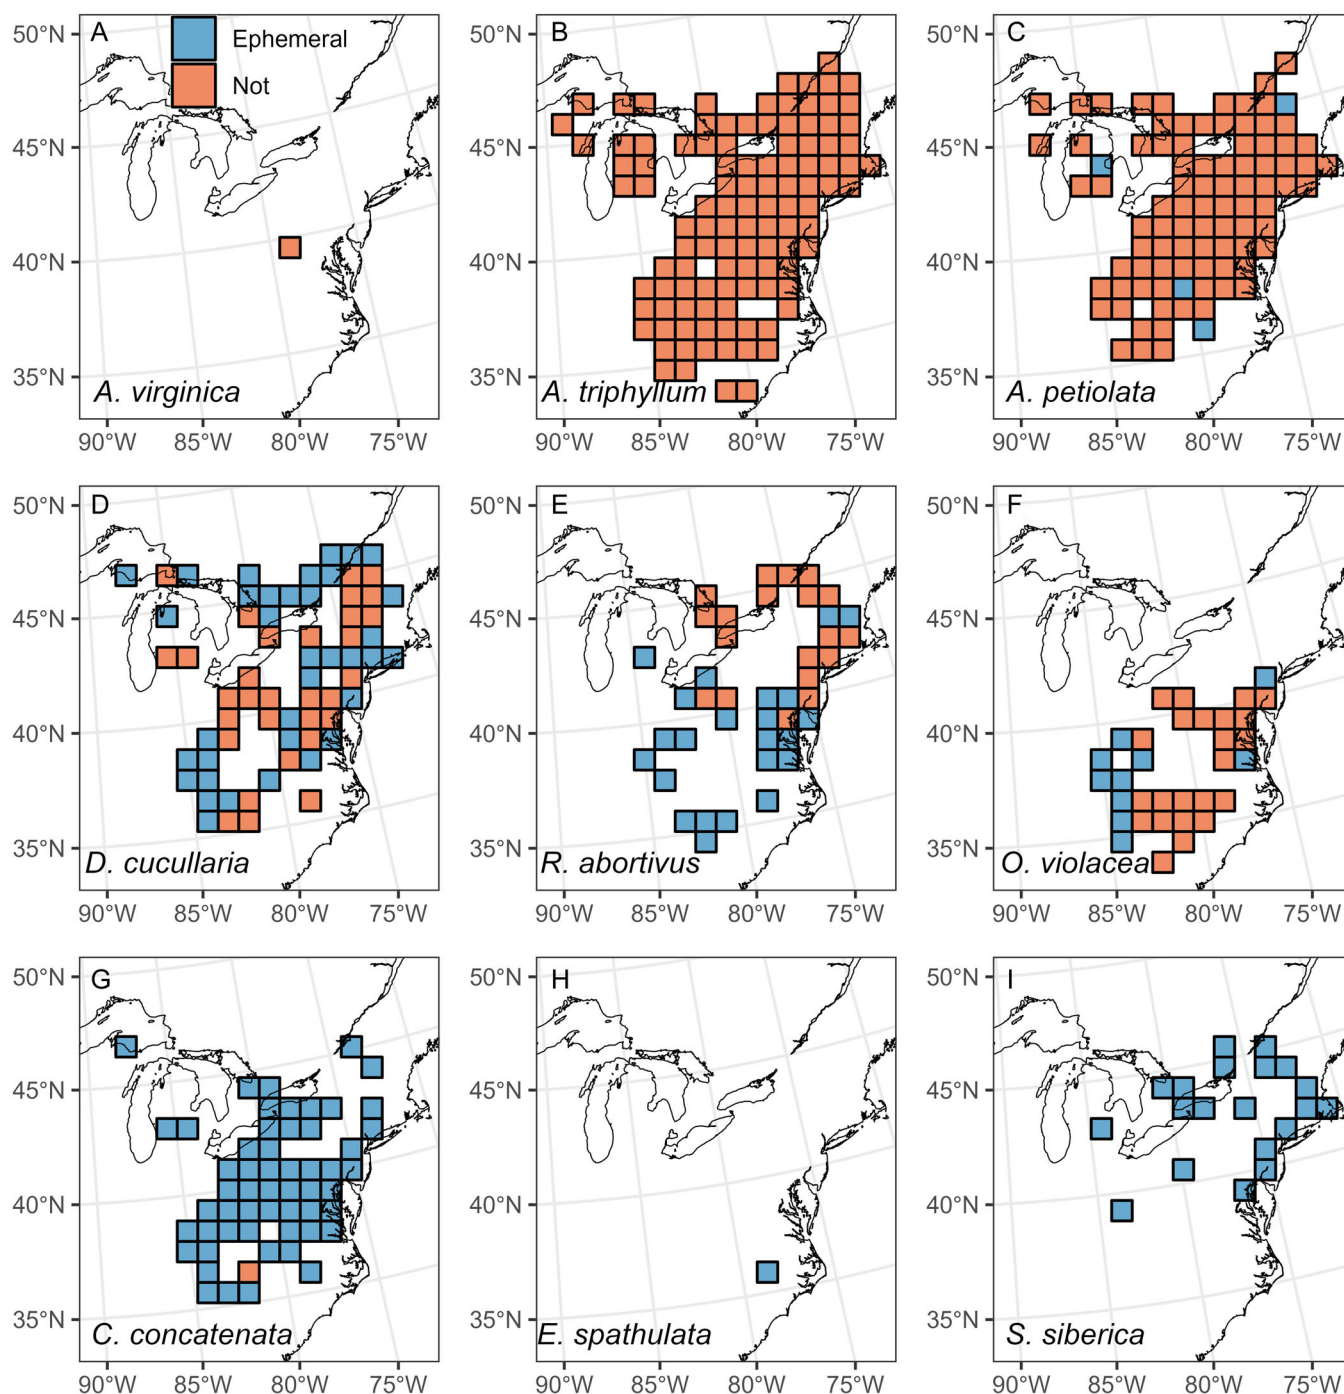 A
Ephemeral
Not
A. virginica
50°N
45°N
40°N
35°N
90°W 85°W 80°W 75°W
B
A. triphyllum
50°N
45°N
40°N
35°N
90°W 85°W 80°W 75°W
C
A. petiolata
50°N
45°N
40°N
35°N
90°W 85°W 80°W 75°W
D
D. cucullaria
50°N
45°N
40°N
35°N
90°W 85°W 80°W 75°W
E
R. abortivus
50°N
45°N
40°N
35°N
90°W 85°W 80°W 75°W
F
O. violacea
50°N
45°N
40°N
35°N
90°W 85°W 80°W 75°W
G
C. concatenata
50°N
45°N
40°N
35°N
90°W 85°W 80°W 75°W
H
E. spathulata
50°N
45°N
40°N
35°N
90°W 85°W 80°W 75°W
I
S. siberica
50°N
45°N
40°N
35°N
90°W 85°W 80°W 75°W